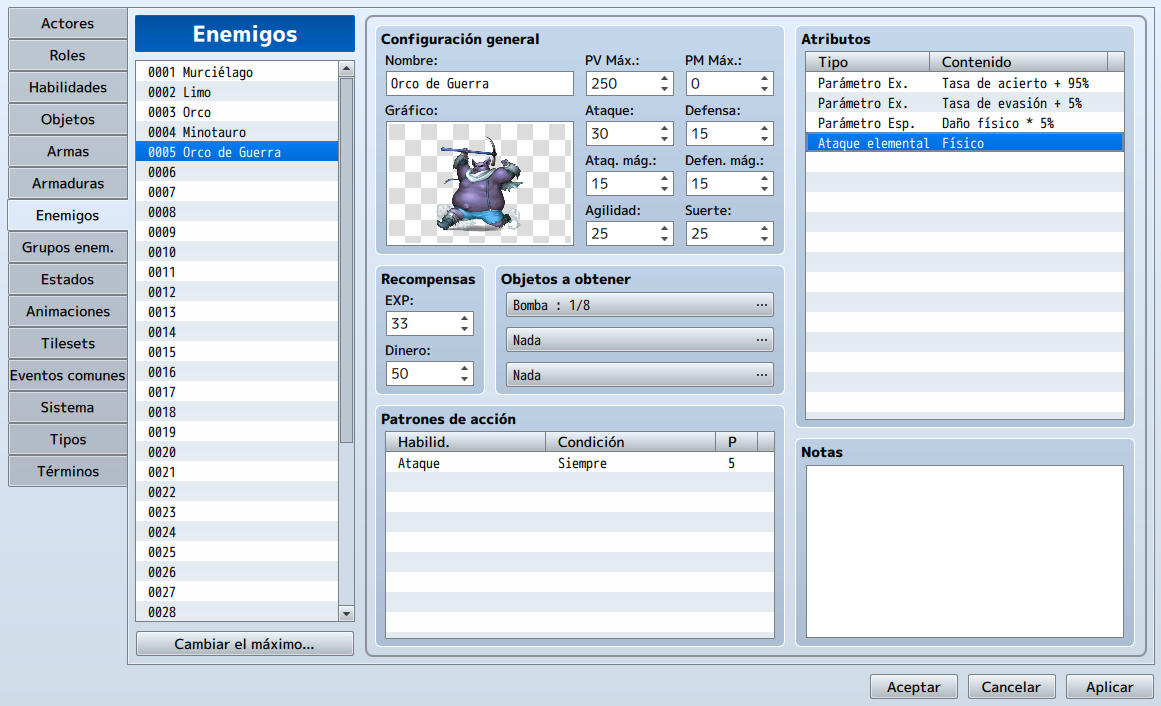 Actores
Roles
Habilidades
Objetos
Armas
Armaduras
Enemigos
Grupos enem.
Estados
Animaciones
Tilesets
Eventos comunes
Sistema
Tipos
Términos
Enemigos
0001 Murciélago
0002 Limo
0003 Orco
0004 Minotauro
0005 Orco de Guerra
0006
0007
0008
0009
0010
0011
0012
0013
0014
0015
0016
0017
0018
0019
0020
0021
0022
0023
0024
0025
0026
0027
0028
Cambiar el máximo...
Configuración general
Nombre:
Orco de Guerra
PV Máx.:
250
PM Máx.:
0
Gráfico:
Ataque:
30
Defensa:
15
Ataq. mág.:
15
Defen. mág.:
15
Agilidad:
25
Suerte:
25
Recompensas
EXP:
33
Dinero:
50
Objetos a obtener
Bomba : 1/8 ...
Nada ...
Nada ...
Patrones de acción
Habilid. Condición P
Ataque Siempre 5
Atributos
Tipo Contenido
Parámetro Ex. Tasa de acierto + 95%
Parámetro Ex. Tasa de evasión + 5%
Parámetro Esp. Daño físico * 5%
Ataque elemental Físico
Notas
Aceptar
Cancelar
Aplicar